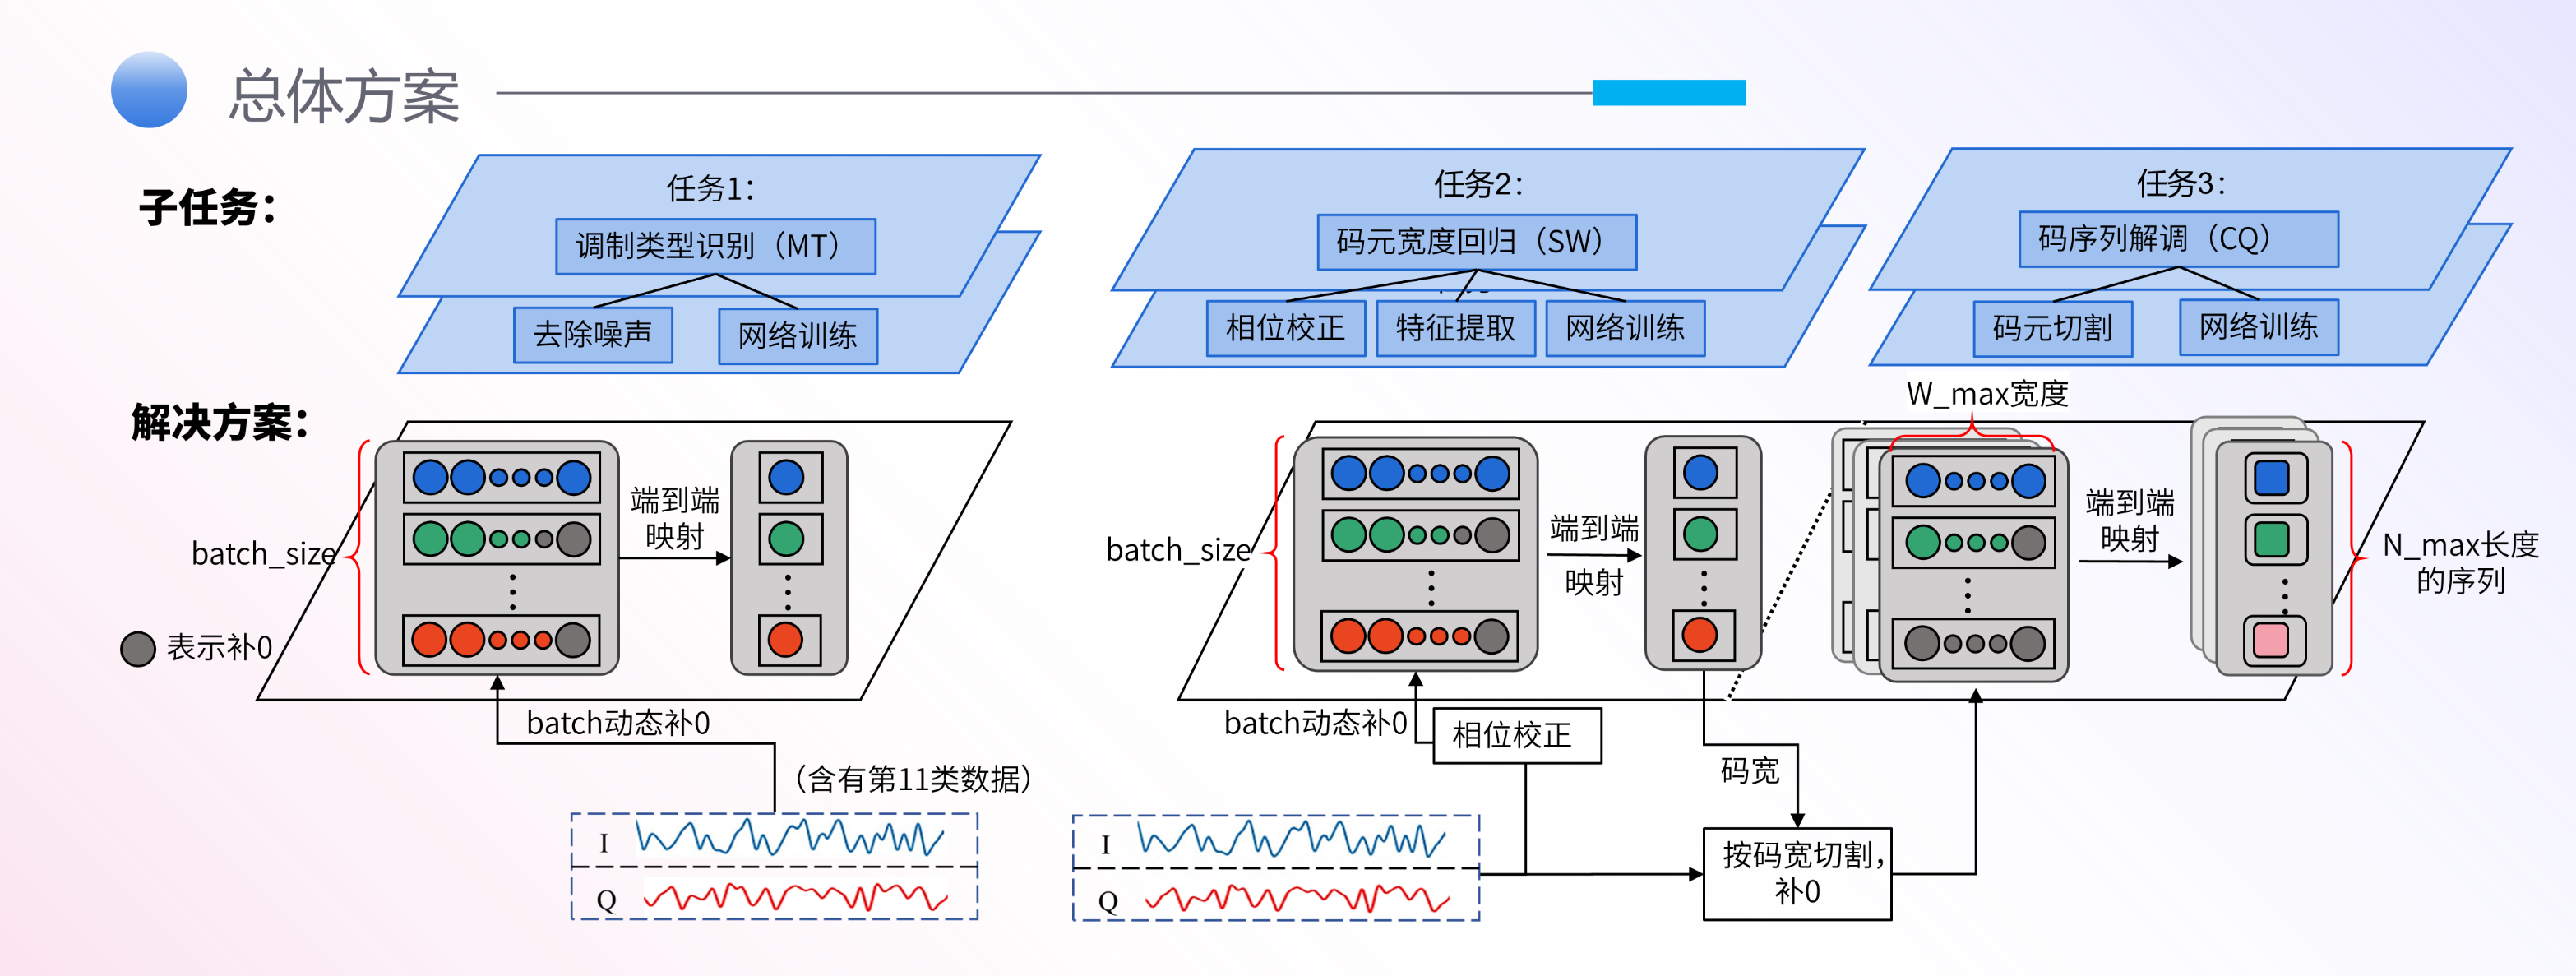 总体方案
子任务：
任务1：
调制类型识别（MT）
去除噪声
网络训练
任务2：
码元宽度回归（SW）
相位校正
特征提取
网络训练
任务3：
码序列解调（CQ）
码元切割
网络训练
解决方案：
batch_size
端到端
映射
表示补0
batch动态补0
（含有第11类数据）
I
Q
batch_size
端到端
映射
W_max宽度
端到端
映射
N_max长度
的序列
batch动态补0
相位校正
码宽
I
Q
按码宽切割，
补0